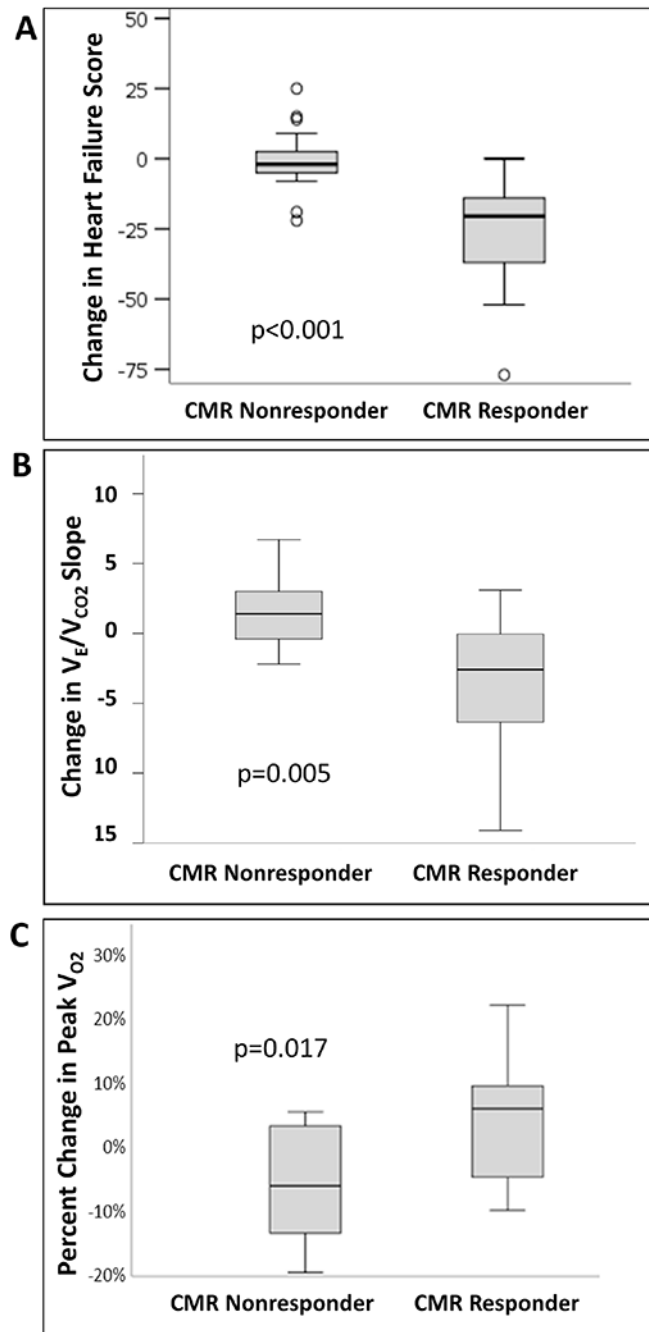 A
Change in Heart Failure Score
50
25
0
-25
-50
-75
p<0.001
CMR Nonresponder
CMR Responder
B
Change in VE/VCO2 Slope
10
5
0
-5
10
15
p=0.005
CMR Nonresponder
CMR Responder
C
Percent Change in Peak VO2
30%
20%
10%
0%
-10%
-20%
p=0.017
CMR Nonresponder
CMR Responder